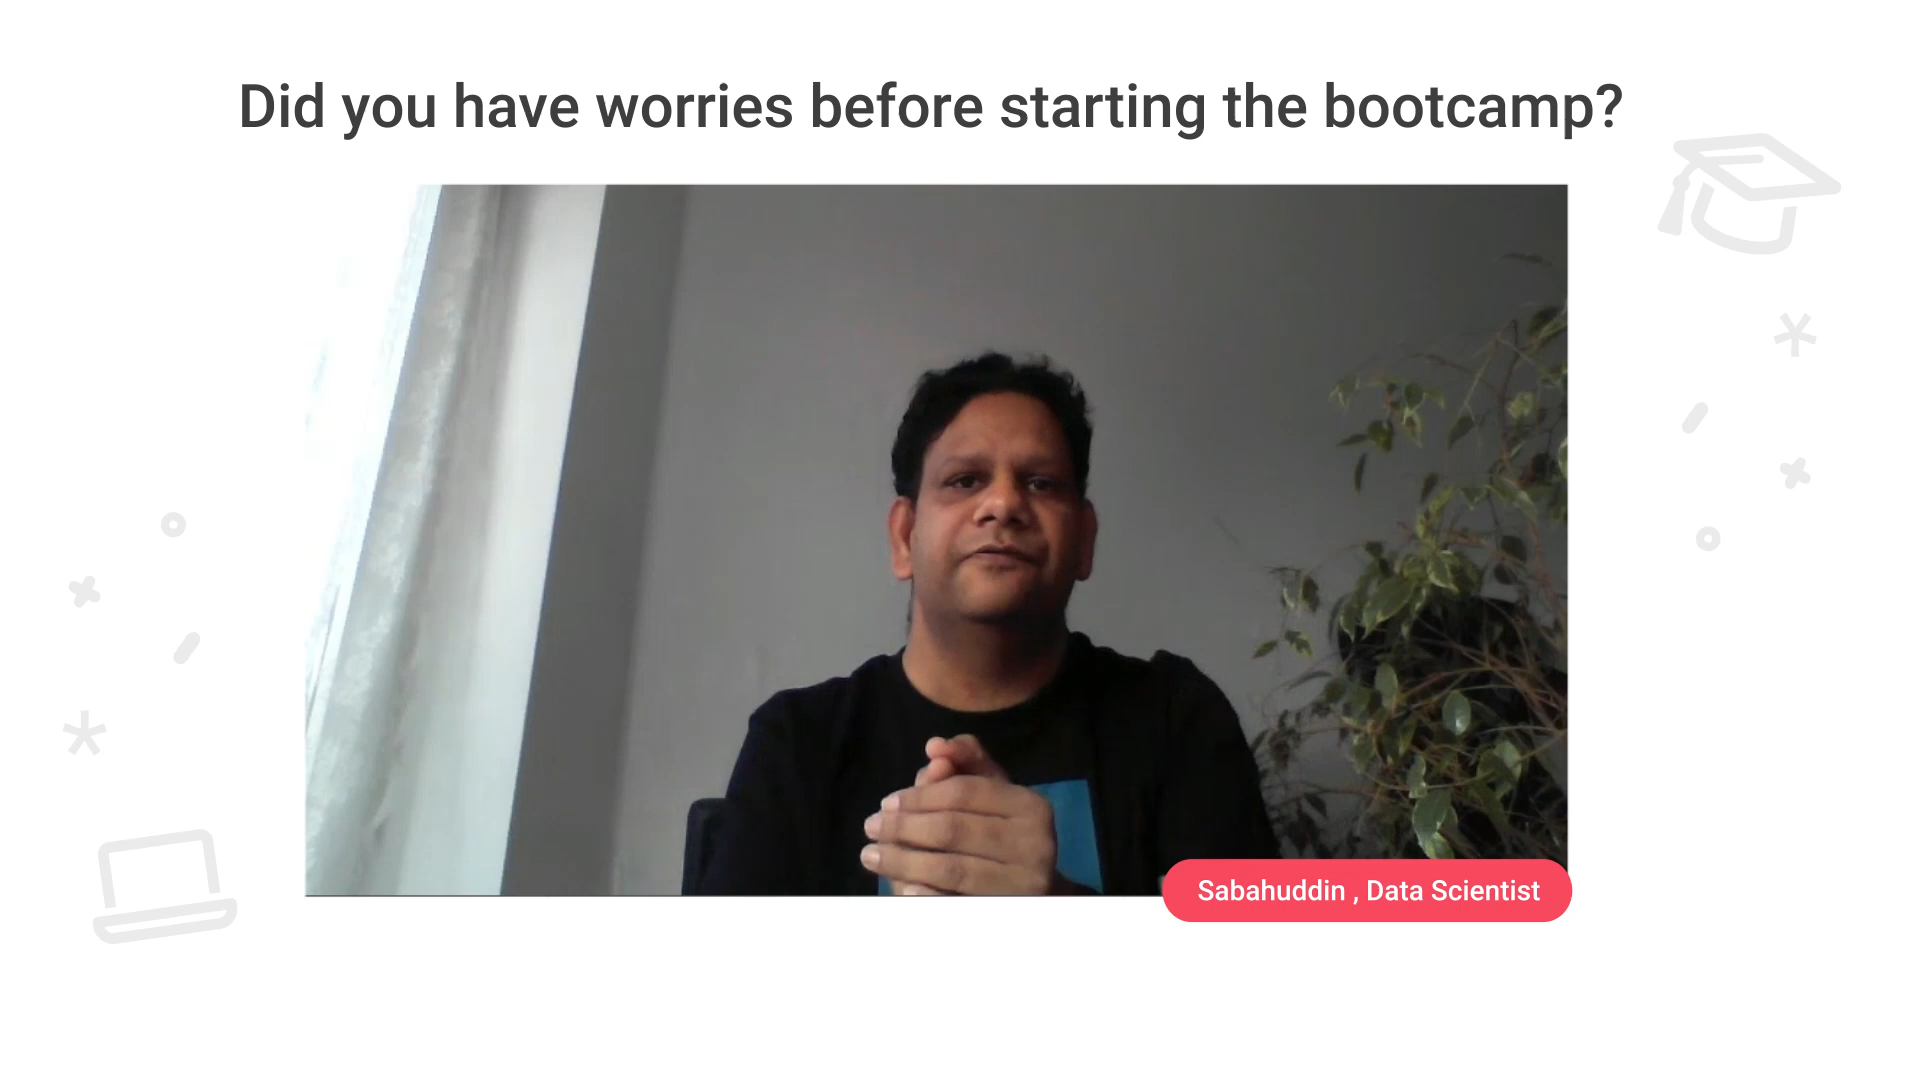 Did you have worries before starting the bootcamp?
Sabahuddin , Data Scientist